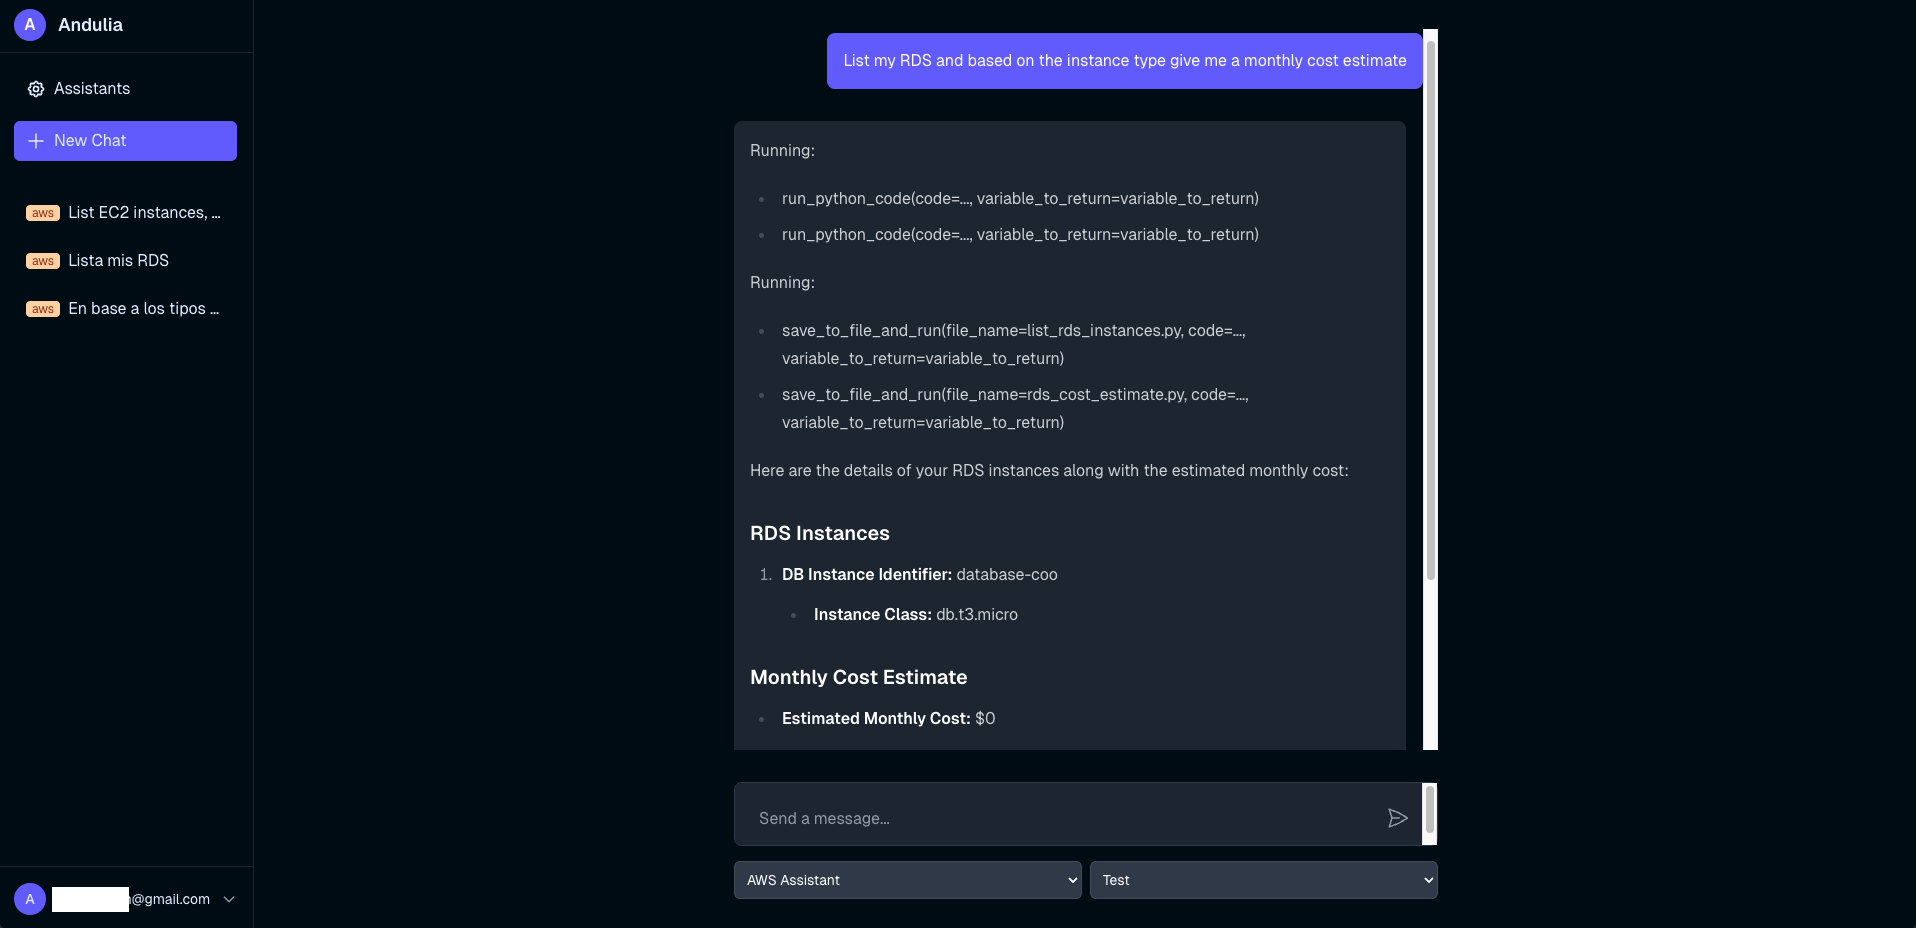 A Andulia
Assistants
New Chat
aws List EC2 instances, ...
aws Lista mis RDS
aws En base a los tipos ...
A @gmail.com
List my RDS and based on the instance type give me a monthly cost estimate
Running:
run_python_code(code=..., variable_to_return=variable_to_return)
run_python_code(code=..., variable_to_return=variable_to_return)
Running:
save_to_file_and_run(file_name=list_rds_instances.py, code=...,
variable_to_return=variable_to_return)
save_to_file_and_run(file_name=rds_cost_estimate.py, code=...,
variable_to_return=variable_to_return)
Here are the details of your RDS instances along with the estimated monthly cost:
RDS Instances
1. DB Instance Identifier: database-coo
Instance Class: db.t3.micro
Monthly Cost Estimate
Estimated Monthly Cost: $0
Send a message...
AWS Assistant
Test